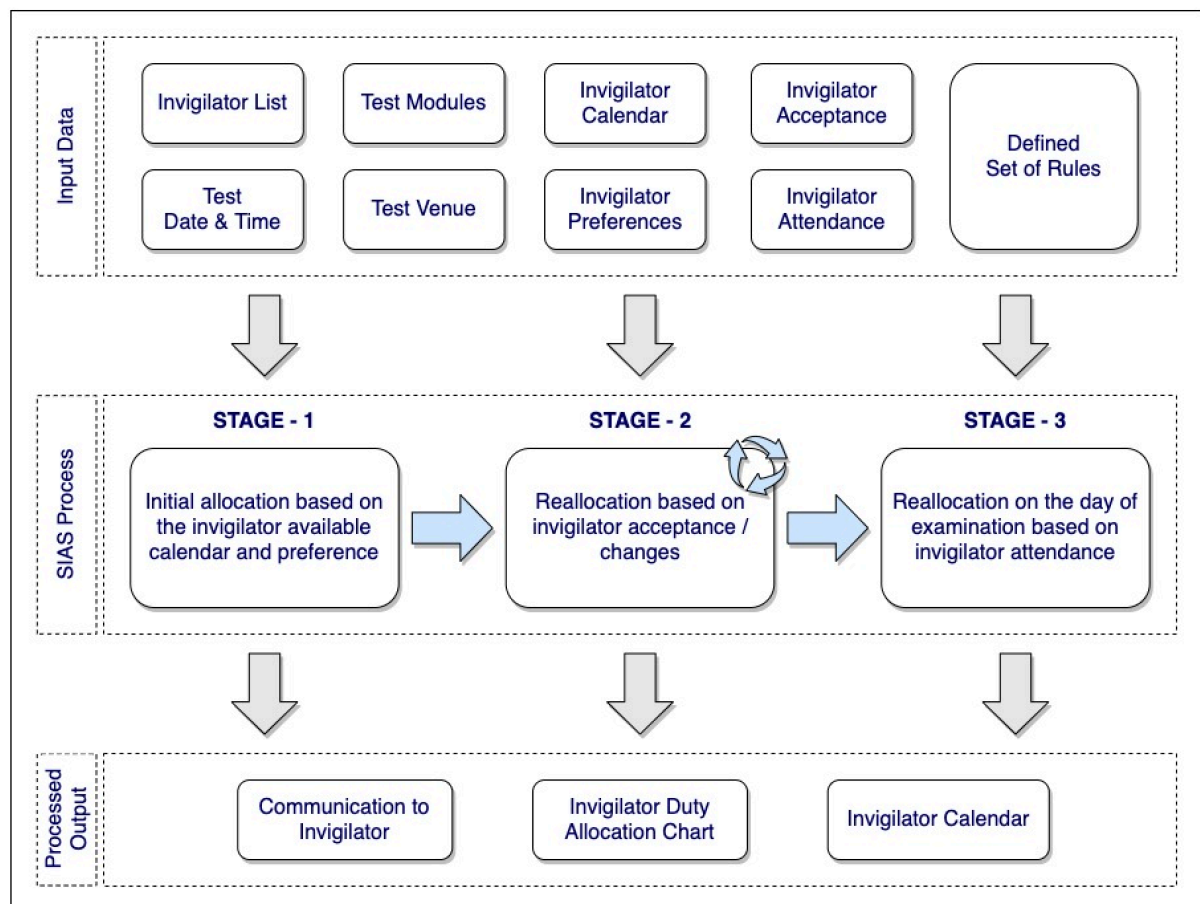 Input Data
Invigilator List
Test Modules
Invigilator
Calendar
Invigilator
Acceptance
Defined
Set of Rules
Test
Date & Time
Test Venue
Invigilator
Preferences
Invigilator
Attendance
SIAS Process
STAGE - 1
Initial allocation based on
the invigilator available
calendar and preference
STAGE - 2
Reallocation based on
invigilator acceptance /
changes
STAGE - 3
Reallocation on the day of
examination based on
invigilator attendance
Processed
Output
Communication to
Invigilator
Invigilator Duty
Allocation Chart
Invigilator Calendar